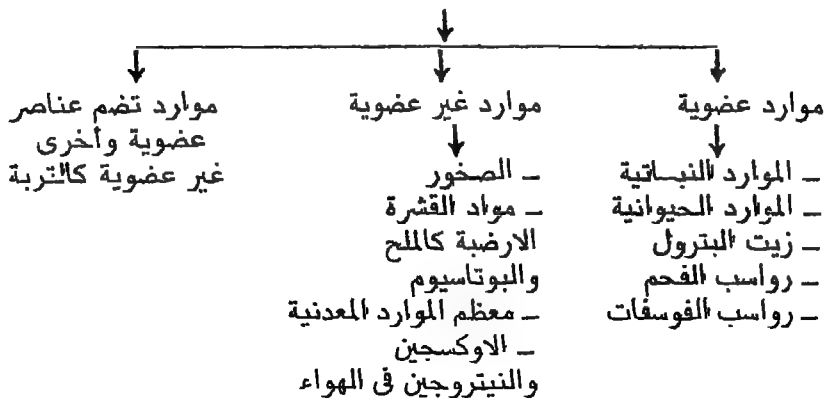 موارد عضوية
– الموارد النبـاتية
– الموارد الحيوانية
– زيت البترول
– رواسب الفحم
– رواسب الفوسفات
موارد غير عضوية
– الصخور
– مواد القشرة
الارضبة كالملح
والبوتاسيوم
– معظم الموارد المعدنية
– الاوكسجين
والنيتروجين فى الهواء
موارد تضم عناصر
عضوية وأخرى
غير عضوية كالتربة